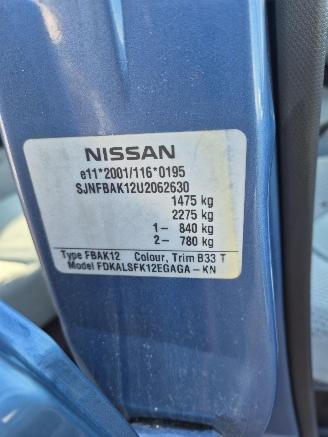 NISSAN
e11*2001/116*0195
SJNFBAK12U2062630
1475 kg
2275 kg
1- 840 kg
2- 780 kg
Type FBAK12 Colour, Trim B33 T
Model FDKALSFK12EGAGA-KN